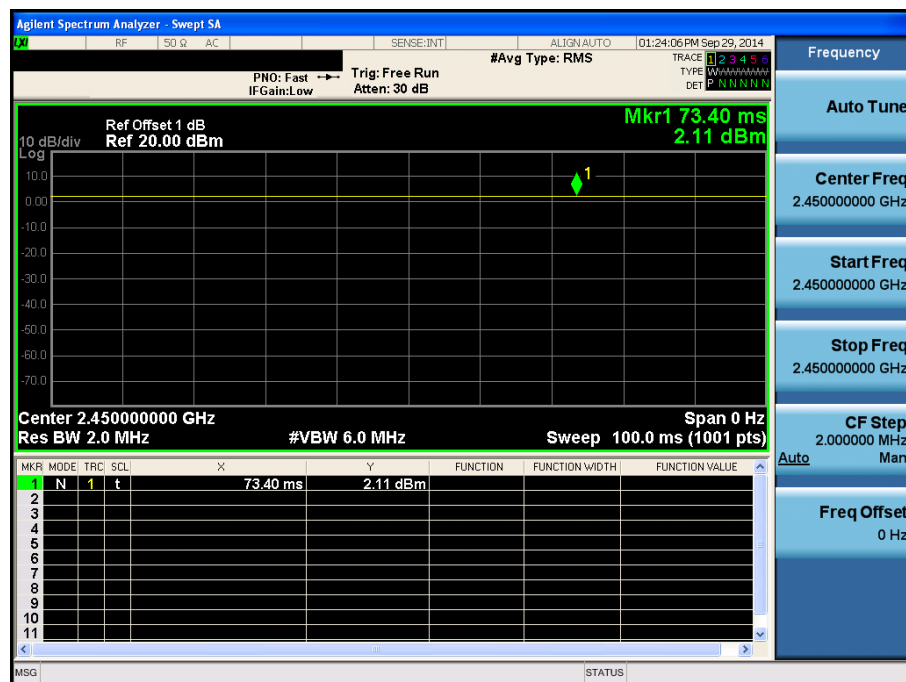 Agilent Spectrum Analyzer - Swept SA
LXI RF 50 Ω AC SENSE:INT ALIGN AUTO 01:24:06 PM Sep 29, 2014
#Avg Type: RMS
PNO: Fast Trig: Free Run
IFGain:Low Atten: 30 dB
TRACE 1 2 3 4 5 6
TYPE WWWWWW
DET P N N N N N
Frequency
Auto Tune
Center Freq
2.450000000 GHz
Start Freq
2.450000000 GHz
Stop Freq
2.450000000 GHz
CF Step
2.000000 MHz
Auto Man
Freq Offset
0 Hz
Mkr1 73.40 ms
2.11 dBm
Ref Offset 1 dB
10 dB/div Ref 20.00 dBm
Log
1
10.0
0.00
-10.0
-20.0
-30.0
-40.0
-50.0
-60.0
-70.0
Center 2.450000000 GHz Span 0 Hz
Res BW 2.0 MHz #VBW 6.0 MHz Sweep 100.0 ms (1001 pts)
MKR MODE TRC SCL X Y FUNCTION FUNCTION WIDTH FUNCTION VALUE
1 N 1 t 73.40 ms 2.11 dBm
2
3
4
5
6
7
8
9
10
11
MSG STATUS